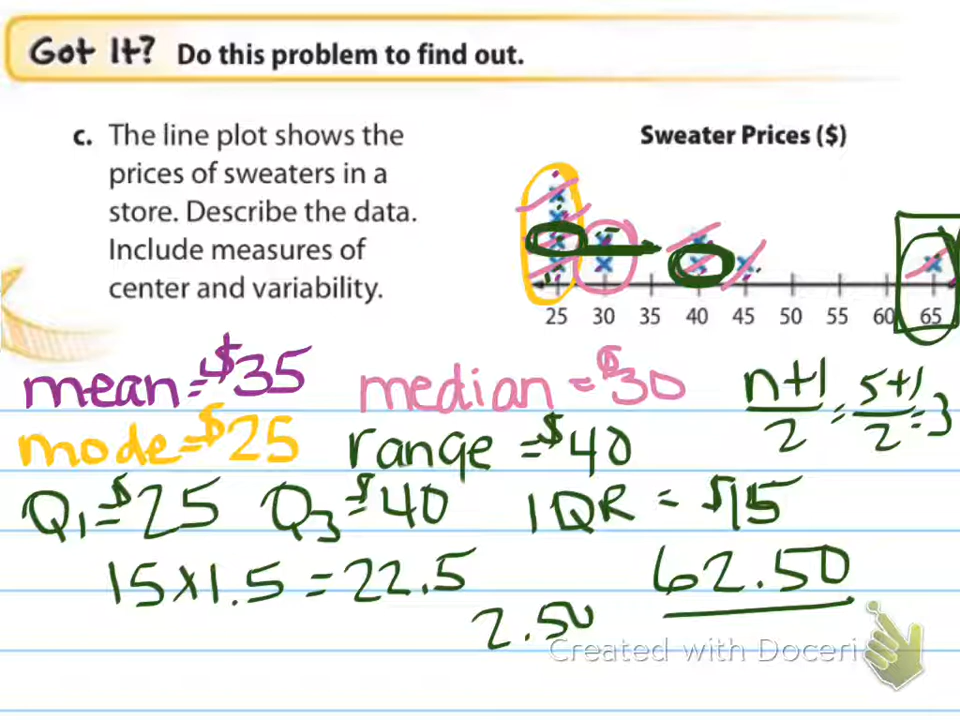 Got It? Do this problem to find out.
c. The line plot shows the
prices of sweaters in a
store. Describe the data.
Include measures of
center and variability.
Sweater Prices ($)
25 30 35 40 45 50 55 60 65
mean=$35 median=$30 n+1/2=5+1/2=3
mode=$25 range=$40
Q1=$25 Q3=$40 IQR=$15
15x1.5=22.5 62.50
2.50
Created with Doceri